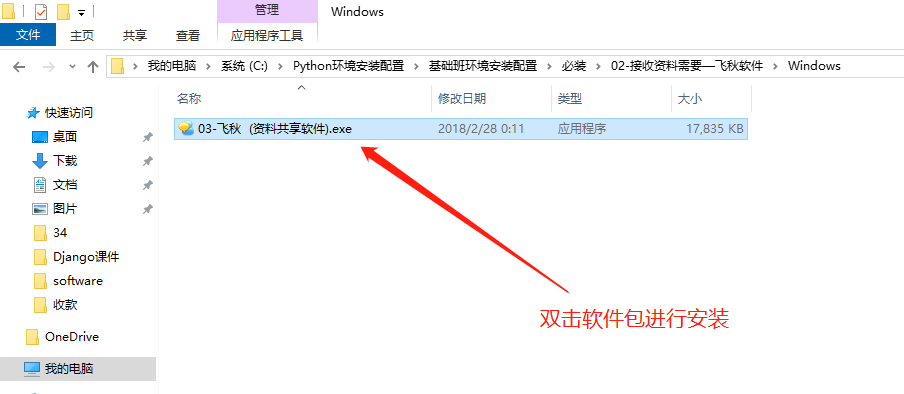 管理
Windows
文件
主页
共享
查看
应用程序工具
我的电脑 > 系统 (C:) > Python环境安装配置 > 基础班环境安装配置 > 必装 > 02-接收资料需要—飞秋软件 > Windows
名称
修改日期
类型
大小
快速访问
03-飞秋（资料共享软件).exe
2018/2/28 0:11
应用程序
17,835 KB
桌面
下载
文档
图片
34
Django课件
software
收款
双击软件包进行安装
OneDrive
我的电脑